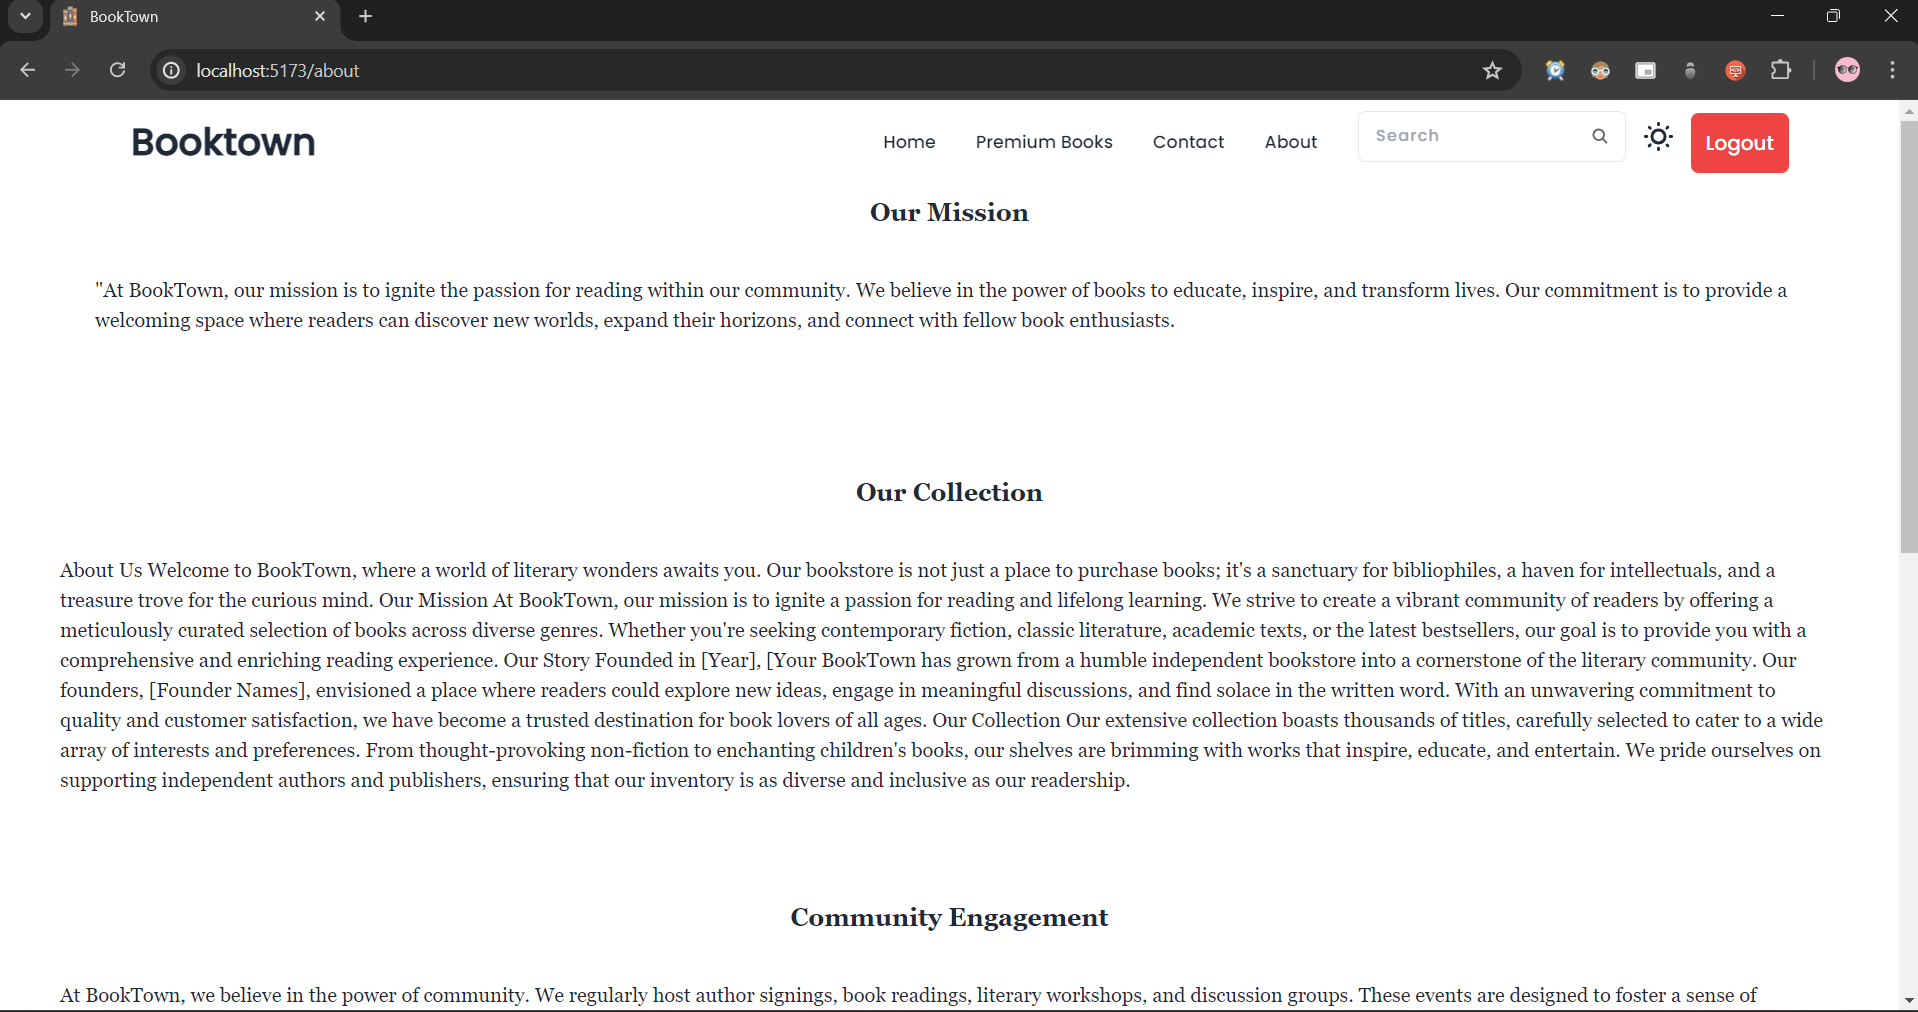 BookTown
localhost:5173/about
Booktown
Home
Premium Books
Contact
About
Search
Logout
Our Mission
"At BookTown, our mission is to ignite the passion for reading within our community. We believe in the power of books to educate, inspire, and transform lives. Our commitment is to provide a
welcoming space where readers can discover new worlds, expand their horizons, and connect with fellow book enthusiasts.
Our Collection
About Us Welcome to BookTown, where a world of literary wonders awaits you. Our bookstore is not just a place to purchase books; it's a sanctuary for bibliophiles, a haven for intellectuals, and a
treasure trove for the curious mind. Our Mission At BookTown, our mission is to ignite a passion for reading and lifelong learning. We strive to create a vibrant community of readers by offering a
meticulously curated selection of books across diverse genres. Whether you're seeking contemporary fiction, classic literature, academic texts, or the latest bestsellers, our goal is to provide you with a
comprehensive and enriching reading experience. Our Story Founded in [Year], [Your BookTown has grown from a humble independent bookstore into a cornerstone of the literary community. Our
founders, [Founder Names], envisioned a place where readers could explore new ideas, engage in meaningful discussions, and find solace in the written word. With an unwavering commitment to
quality and customer satisfaction, we have become a trusted destination for book lovers of all ages. Our Collection Our extensive collection boasts thousands of titles, carefully selected to cater to a wide
array of interests and preferences. From thought-provoking non-fiction to enchanting children's books, our shelves are brimming with works that inspire, educate, and entertain. We pride ourselves on
supporting independent authors and publishers, ensuring that our inventory is as diverse and inclusive as our readership.
Community Engagement
At BookTown, we believe in the power of community. We regularly host author signings, book readings, literary workshops, and discussion groups. These events are designed to foster a sense of